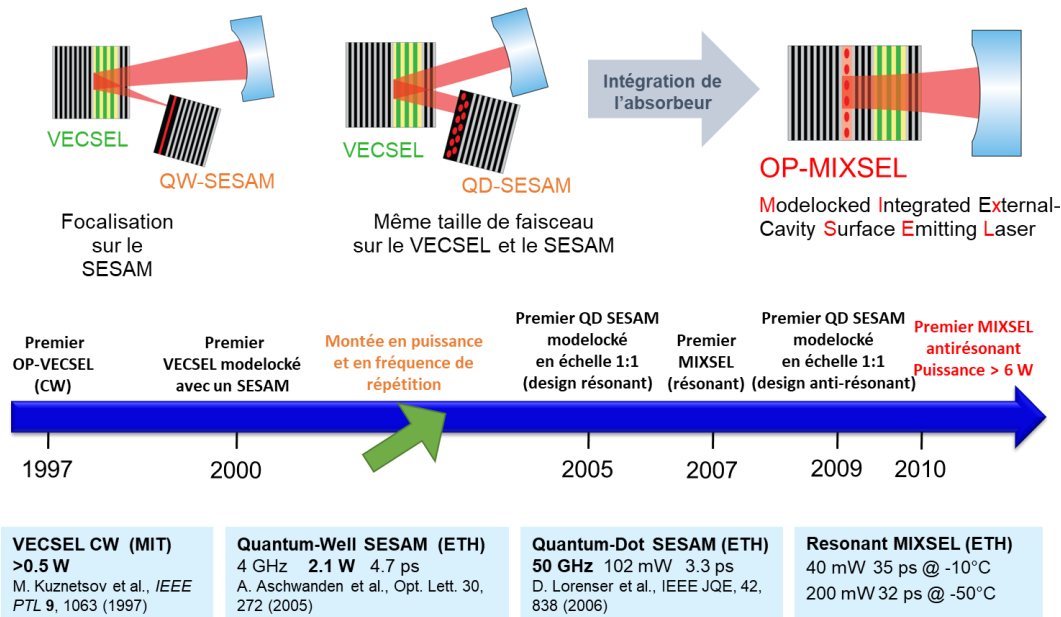 VECSEL
QW-SESAM
Focalisation
sur le
SESAM
VECSEL
QD-SESAM
Même taille de faisceau
sur le VECSEL et le SESAM
Intégration de
l'absorbeur
OP-MIXSEL
Modelocked Integrated External-
Cavity Surface Emitting Laser
Premier
OP-VECSEL
(CW)
Premier
VECSEL modelocké
avec un SESAM
Montée en puissance
et en fréquence de
répétition
Premier QD SESAM
modelocké
en échelle 1:1
(design résonant)
Premier
MIXSEL
(résonant)
Premier QD SESAM
modelocké
en échelle 1:1
(design anti-résonant)
Premier MIXSEL
antirésonant
Puissance > 6 W
1997
2000
2005
2007
2009
2010
VECSEL CW (MIT)
>0.5 W
M. Kuznetsov et al., IEEE
PTL 9, 1063 (1997)
Quantum-Well SESAM (ETH)
4 GHz 2.1 W 4.7 ps
A. Aschwanden et al., Opt. Lett. 30,
272 (2005)
Quantum-Dot SESAM (ETH)
50 GHz 102 mW 3.3 ps
D. Lorenser et al., IEEE JQE, 42,
838 (2006)
Resonant MIXSEL (ETH)
40 mW 35 ps @ -10°C
200 mW 32 ps @ -50°C